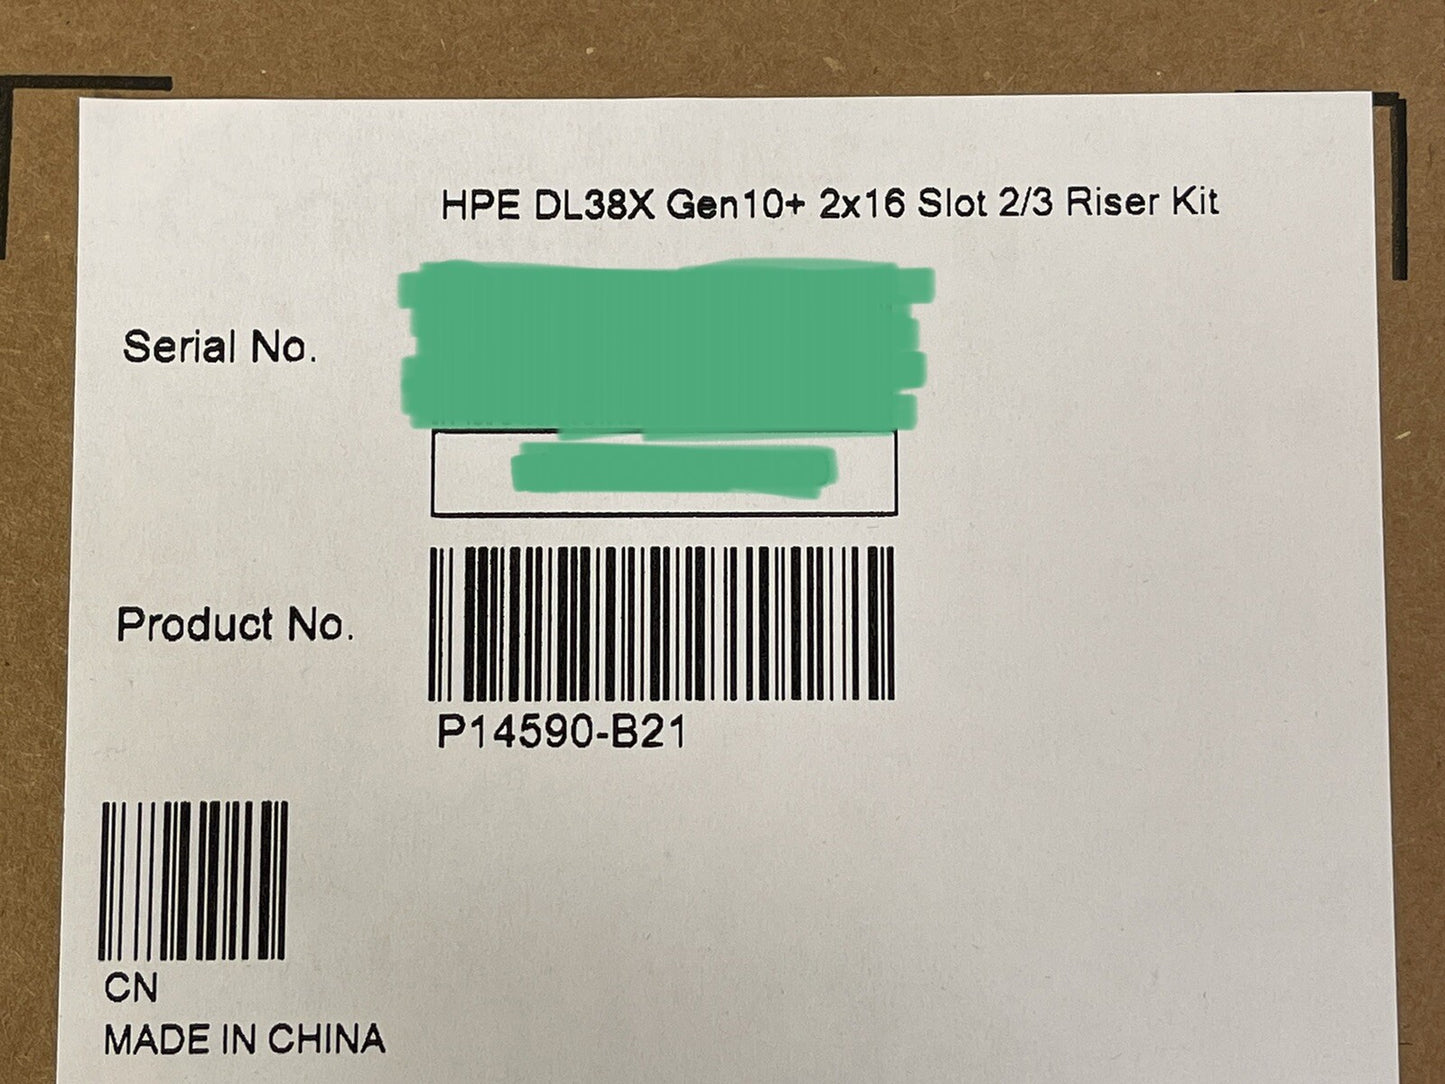 HPE DL38X Gen10+ 2x16 Slot 2/3 Riser Kit
Serial No.
Product No.
P14590-B21
CN
MADE IN CHINA